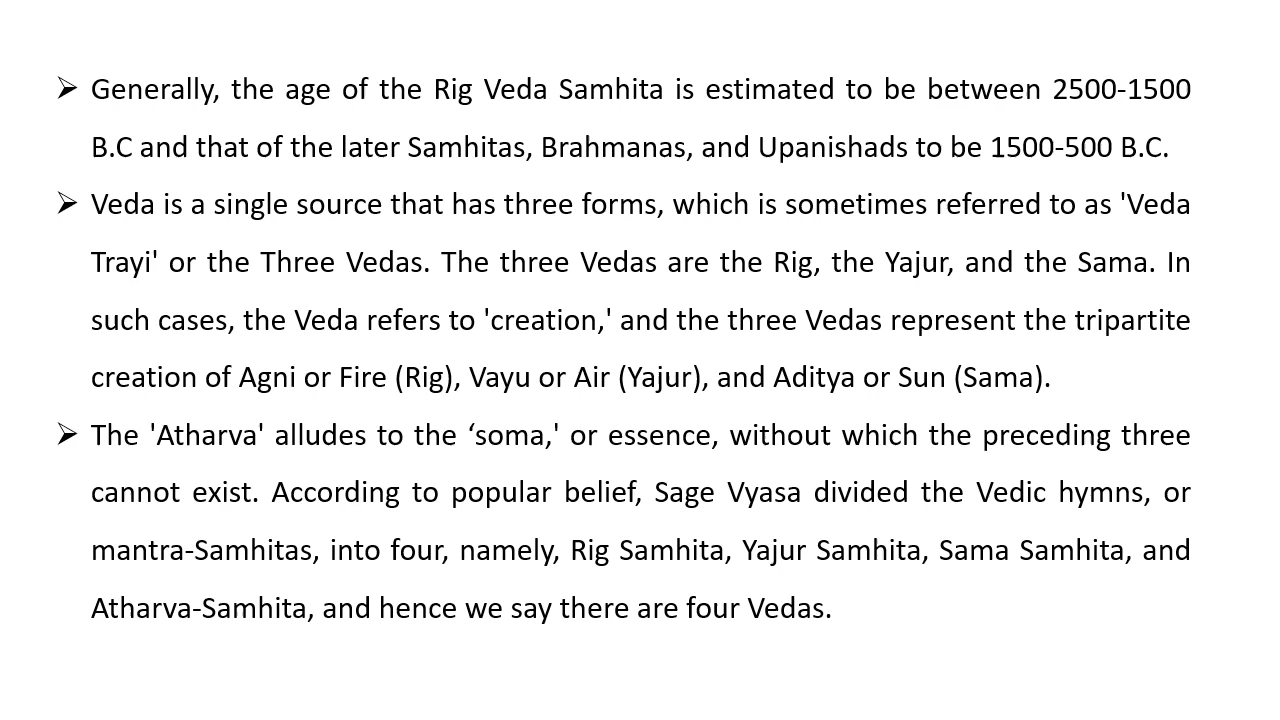 ➢ Generally, the age of the Rig Veda Samhita is estimated to be between 2500-1500
B.C and that of the later Samhitas, Brahmanas, and Upanishads to be 1500-500 B.C.
➢ Veda is a single source that has three forms, which is sometimes referred to as 'Veda
Trayi' or the Three Vedas. The three Vedas are the Rig, the Yajur, and the Sama. In
such cases, the Veda refers to 'creation,' and the three Vedas represent the tripartite
creation of Agni or Fire (Rig), Vayu or Air (Yajur), and Aditya or Sun (Sama).
➢ The 'Atharva' alludes to the ‘soma,' or essence, without which the preceding three
cannot exist. According to popular belief, Sage Vyasa divided the Vedic hymns, or
mantra-Samhitas, into four, namely, Rig Samhita, Yajur Samhita, Sama Samhita, and
Atharva-Samhita, and hence we say there are four Vedas.